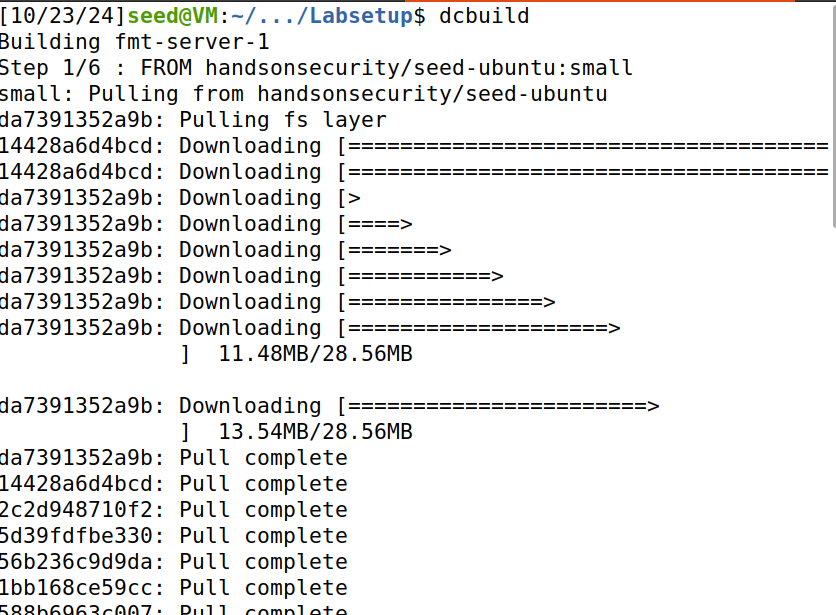 [10/23/24]seed@VM:~/.../Labsetup$ dcbuild
Building fmt-server-1
Step 1/6 : FROM handsonsecurity/seed-ubuntu:small
small: Pulling from handsonsecurity/seed-ubuntu
da7391352a9b: Pulling fs layer
14428a6d4bcd: Downloading [=====================================
14428a6d4bcd: Downloading [=====================================
da7391352a9b: Downloading [>
da7391352a9b: Downloading [====>
da7391352a9b: Downloading [=======>
da7391352a9b: Downloading [===========>
da7391352a9b: Downloading [===============>
da7391352a9b: Downloading [====================>
] 11.48MB/28.56MB
da7391352a9b: Downloading [=======================>
] 13.54MB/28.56MB
da7391352a9b: Pull complete
14428a6d4bcd: Pull complete
2c2d948710f2: Pull complete
5d39fdfbe330: Pull complete
56b236c9d9da: Pull complete
1bb168ce59cc: Pull complete
588b6963c007: Pull complete